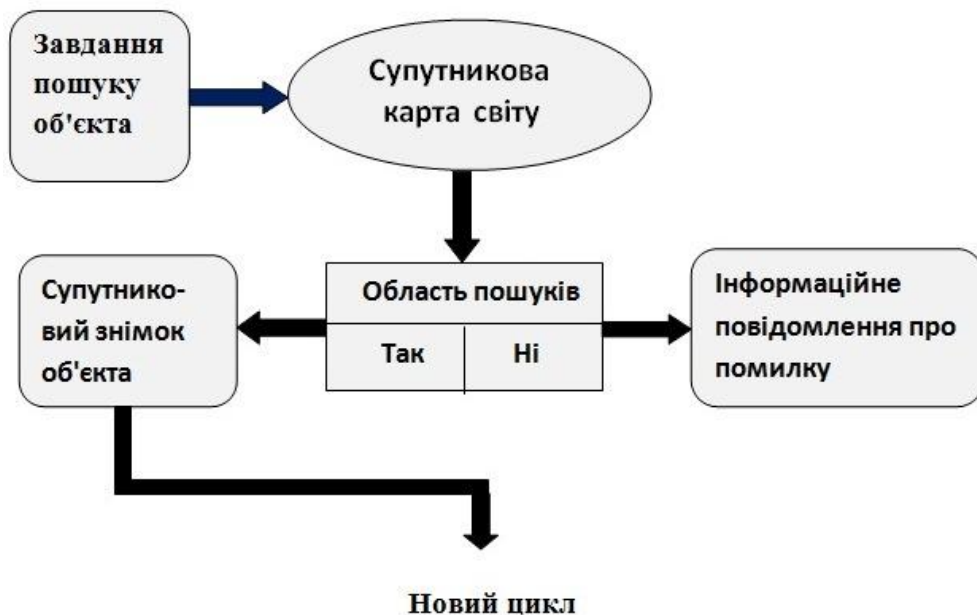 Завдання
пошуку
об'єкта
Супутникова
карта світу
Область пошуків
Так
Ні
Супутнико-
вий знімок
об'єкта
Інформаційне
повідомлення про
помилку
Новий цикл